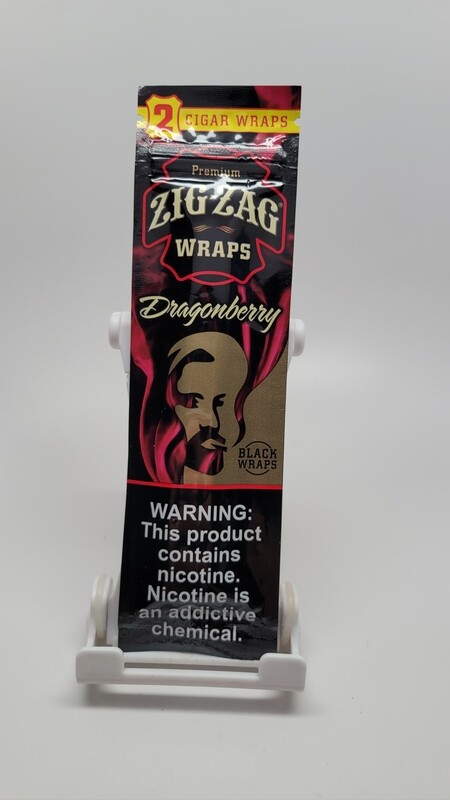 2 CIGAR WRAPS
Premium
ZIG ZAG®
WRAPS
Dragonberry
BLACK
WRAPS
WARNING:
This product
contains
nicotine.
Nicotine is
an addictive
chemical.